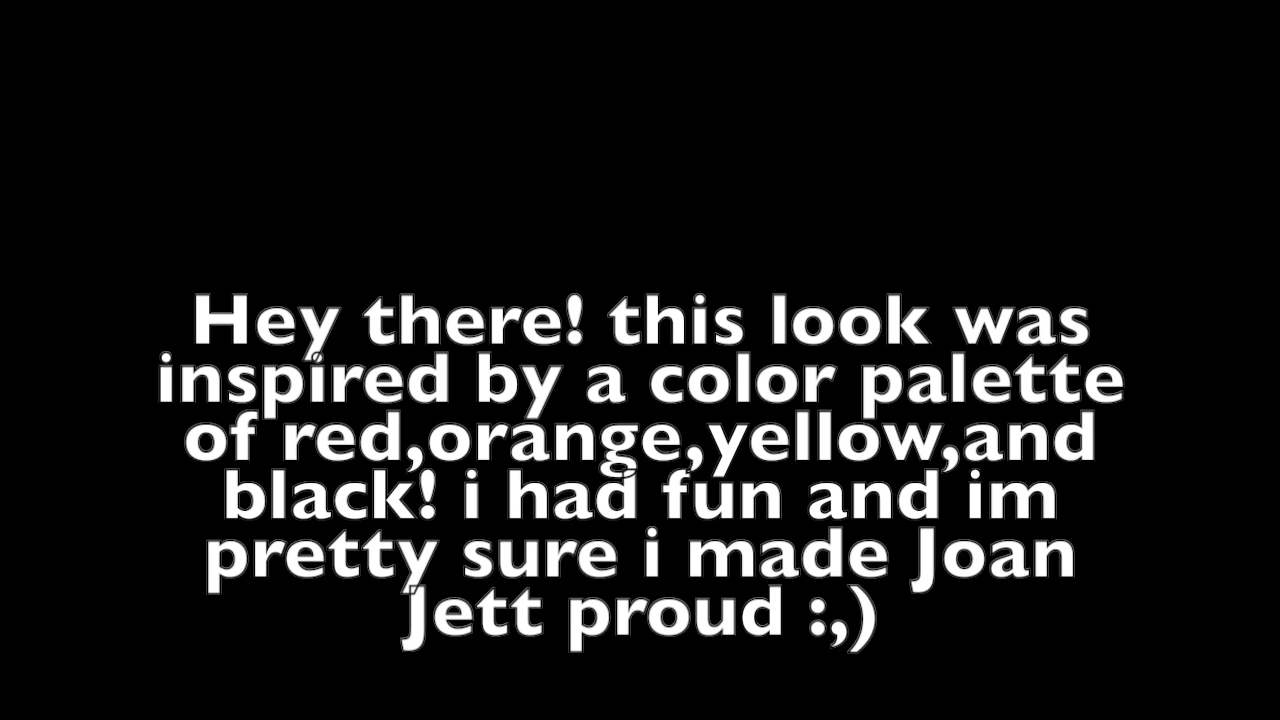 Hey there! this look was
inspired by a color palette
of red,orange,yellow,and
black! i had fun and im
pretty sure i made Joan
Jett proud :,)